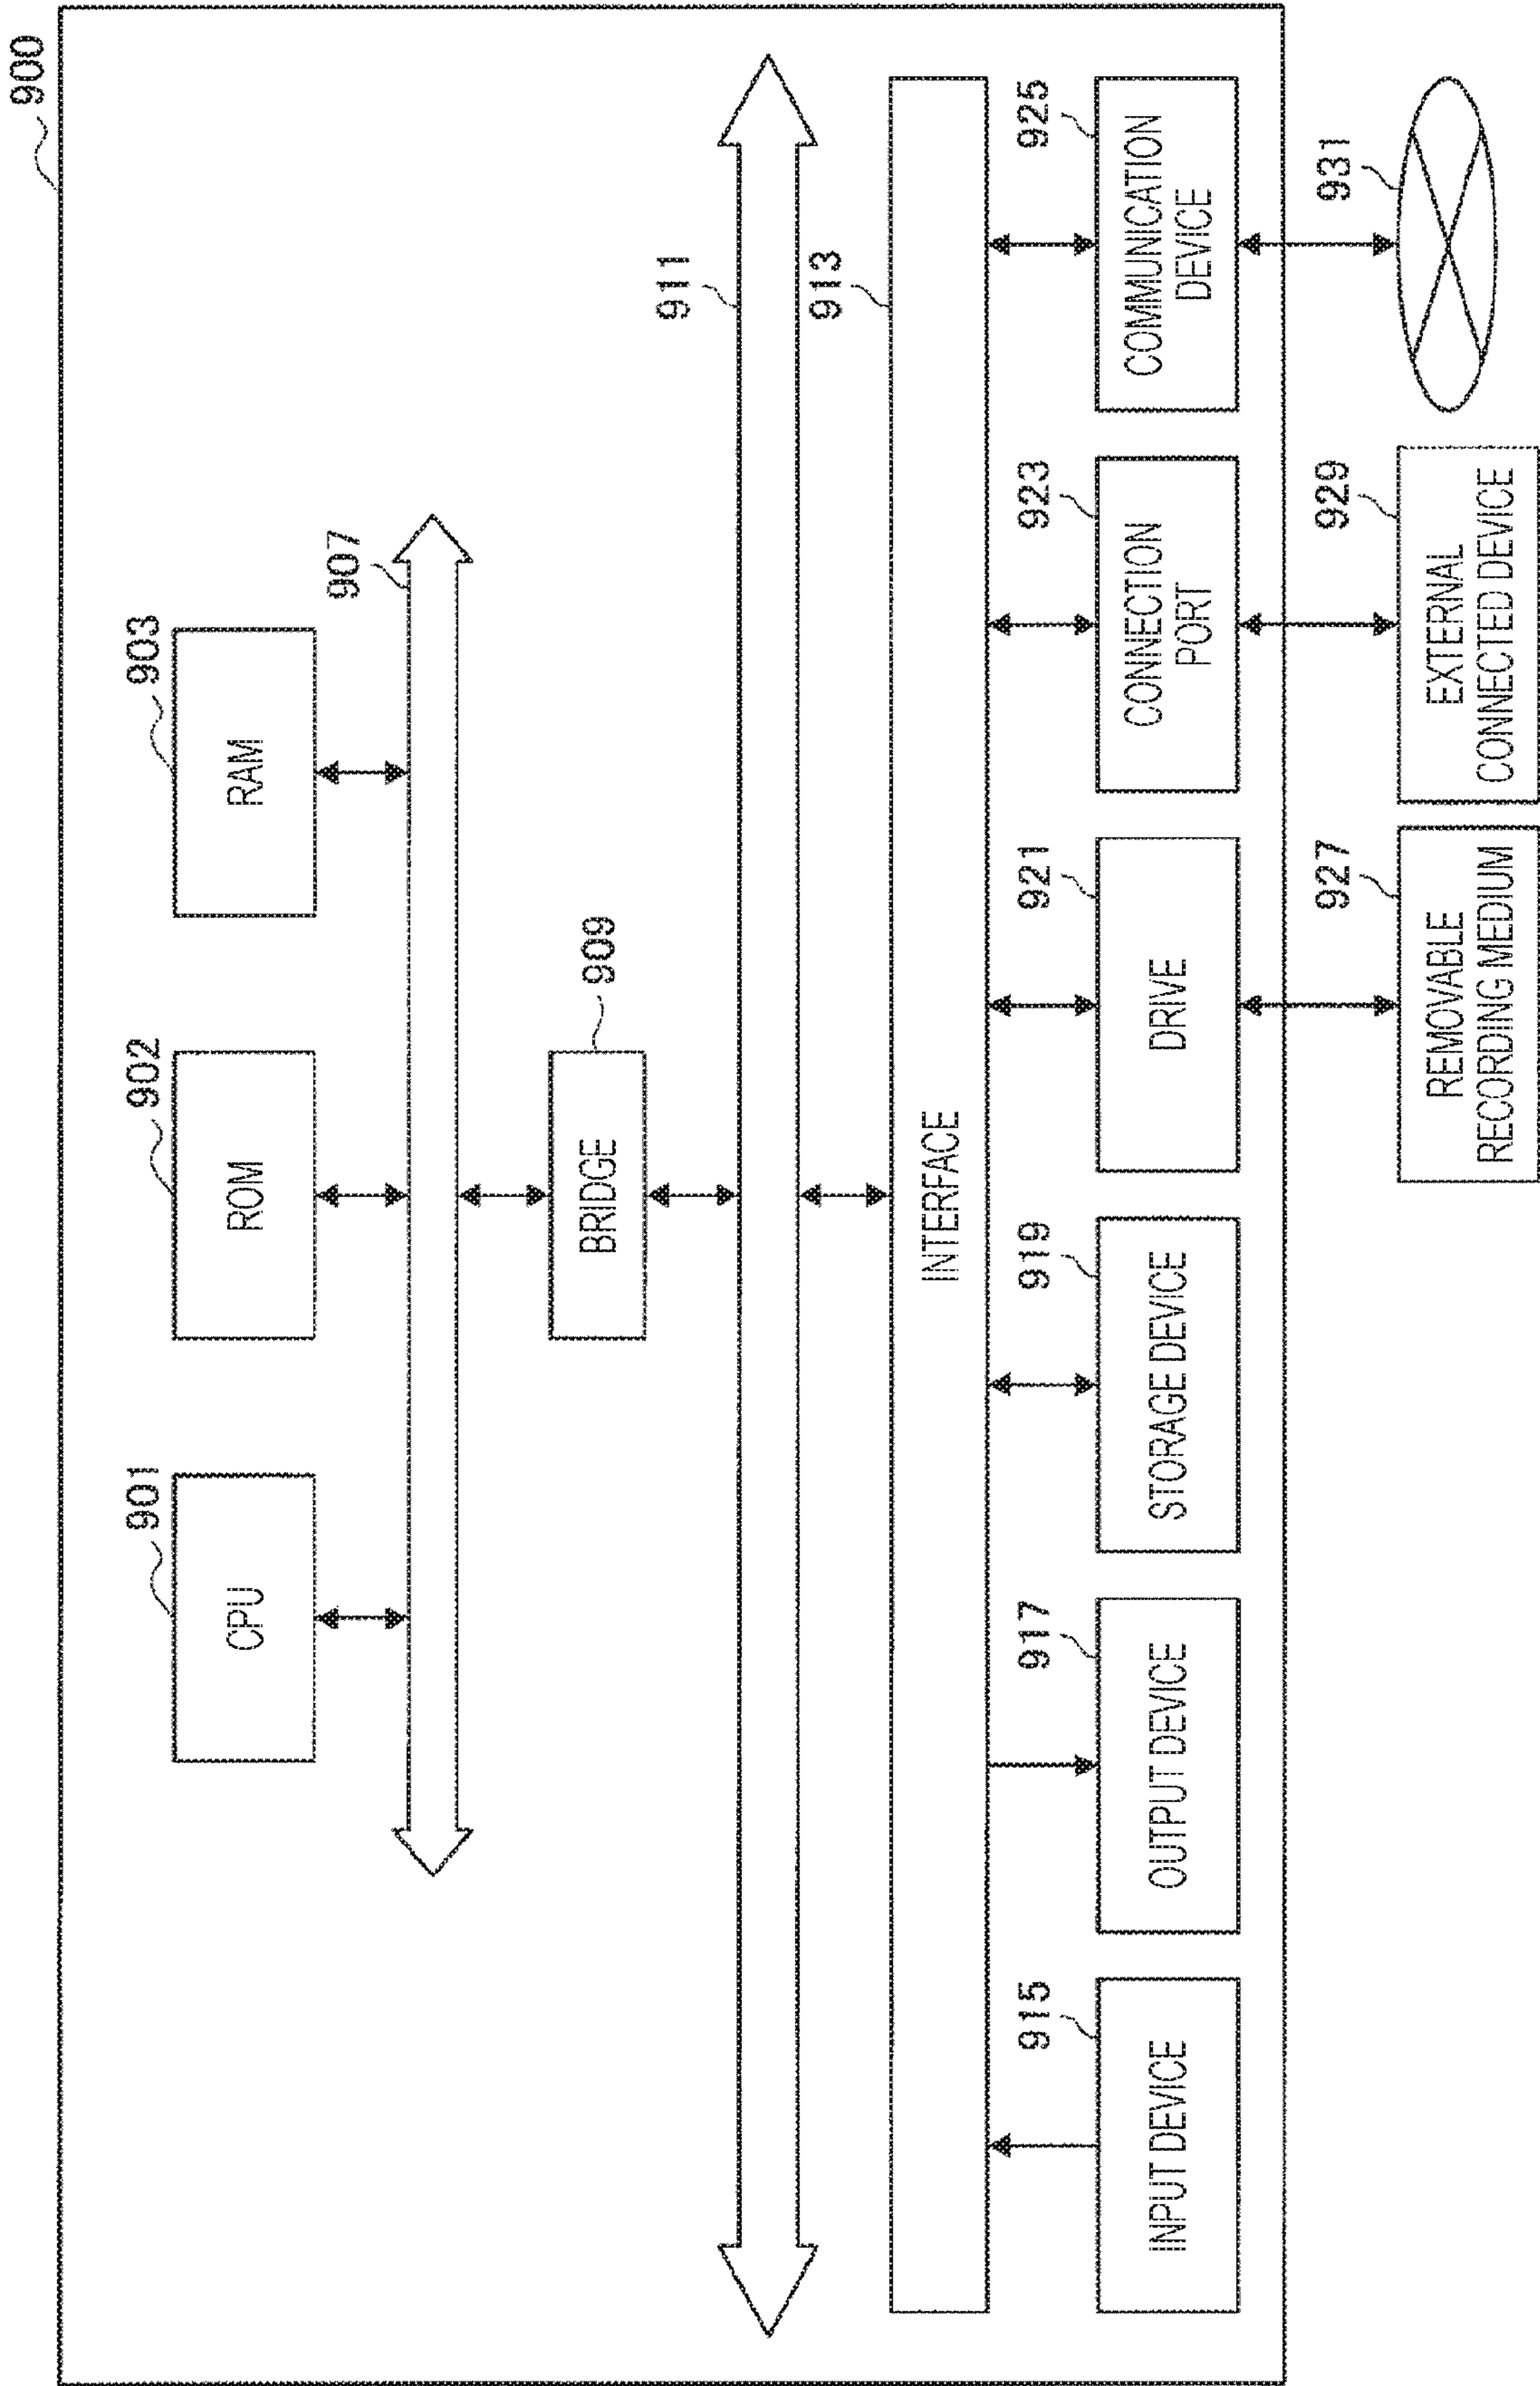 900
901
902
903
CPU
ROM
RAM
907
909
BRIDGE
911
913
INTERFACE
915
917
919
921
923
925
INPUT DEVICE
OUTPUT DEVICE
STORAGE DEVICE
DRIVE
CONNECTION
PORT
COMMUNICATION
DEVICE
927
929
931
REMOVABLE
RECORDING MEDIUM
EXTERNAL
CONNECTED DEVICE